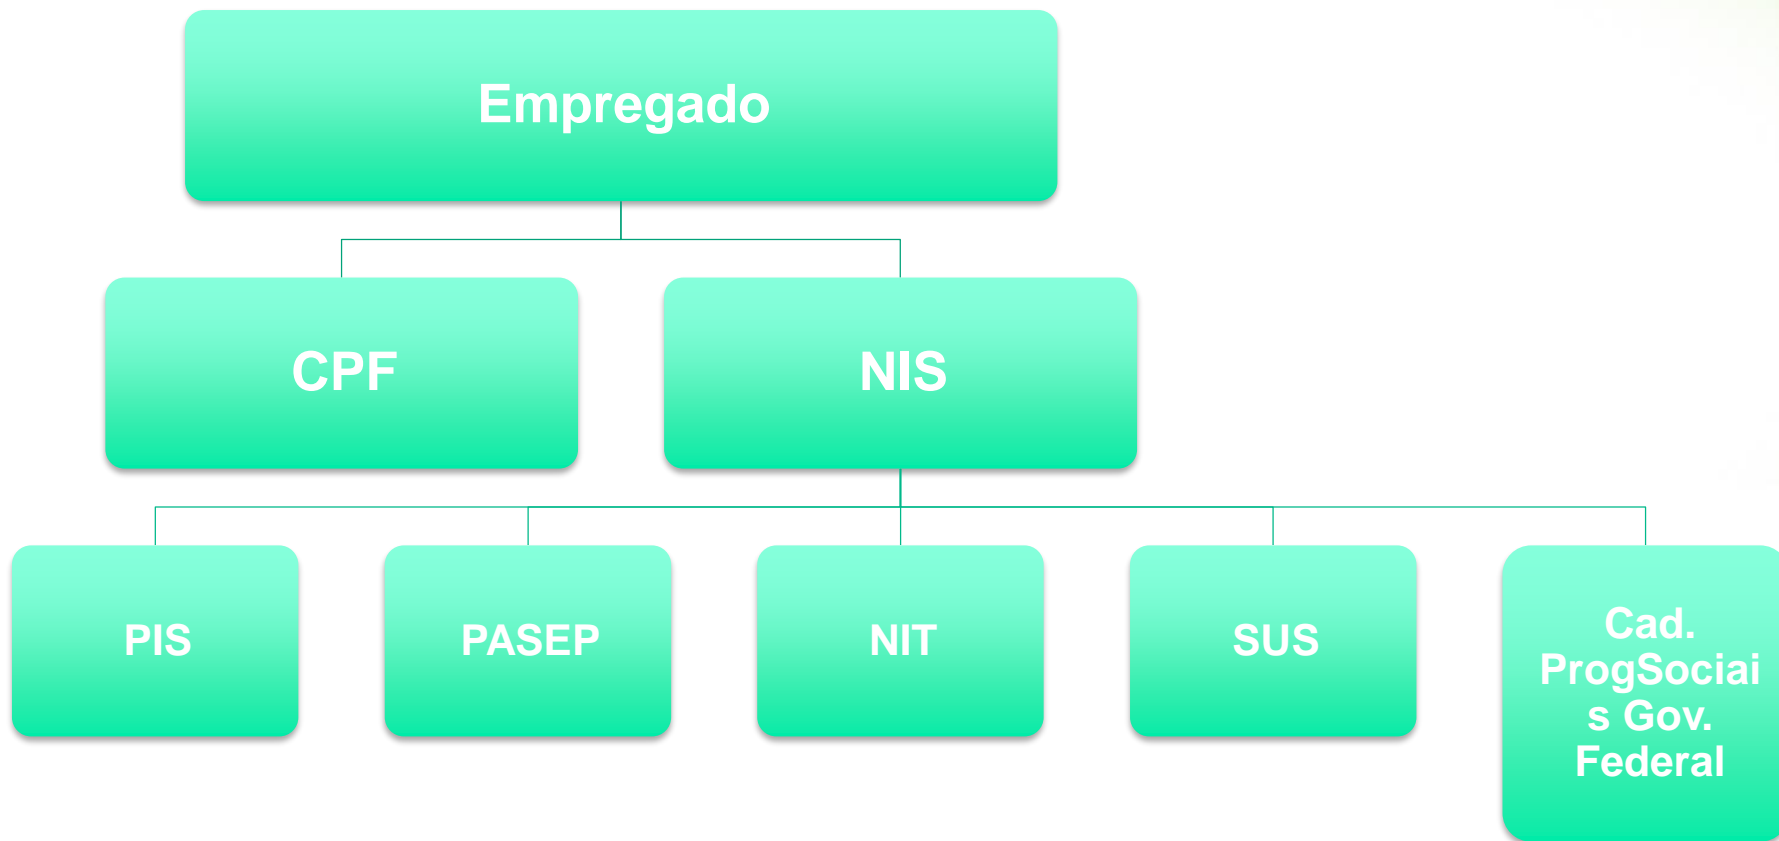 Empregado
CPF
NIS
PIS
PASEP
NIT
SUS
Cad.
ProgSociai
s Gov.
Federal